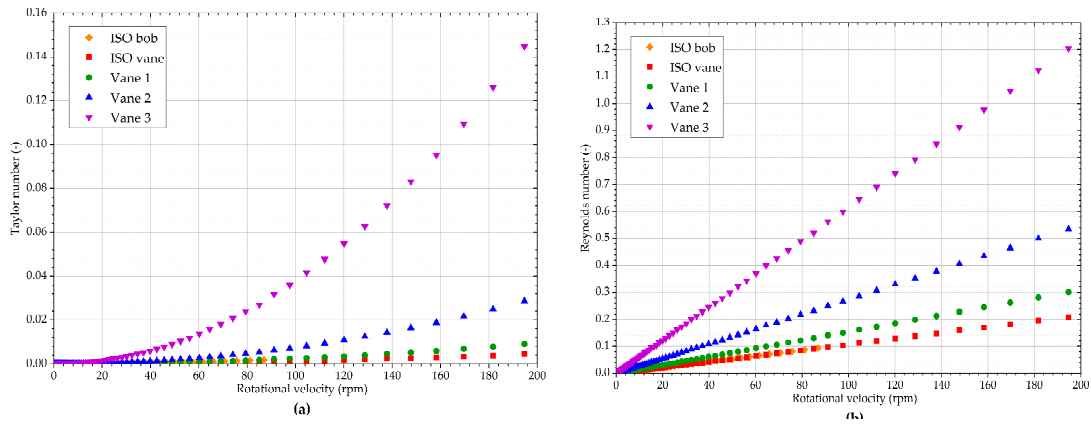 0.16
0.14
0.12
0.10
0.08
0.06
0.04
0.02
0.00
Taylor number (-)
ISO bob
ISO vane
Vane 1
Vane 2
Vane 3
0 20 40 60 80 100 120 140 160 180 200
Rotational velocity (rpm)
(a)
1.3
1.2
1.1
1.0
0.9
0.8
0.7
0.6
0.5
0.4
0.3
0.2
0.1
0.0
Reynolds number (-)
ISO bob
ISO vane
Vane 1
Vane 2
Vane 3
0 20 40 60 80 100 120 140 160 180 200
Rotational velocity (rpm)
(b)